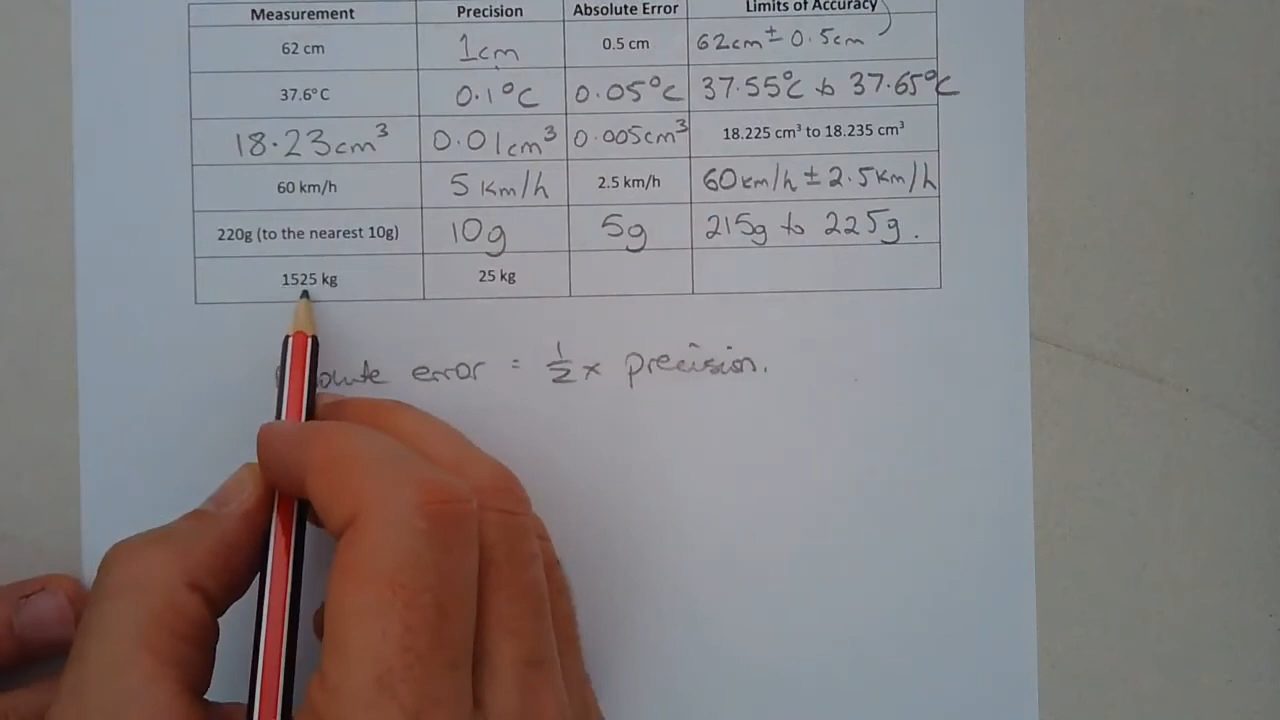 Measurement Precision Absolute Error Limits of Accuracy
62 cm 1cm 0.5 cm 62cm ± 0.5cm
37.6°C 0.1°C 0.05°C 37.55°C to 37.65°C
18.23cm³ 0.01cm³ 0.005cm³ 18.225 cm³ to 18.235 cm³
60 km/h 5 km/h 2.5 km/h 60km/h ± 2.5km/h
220g (to the nearest 10g) 10g 5g 215g to 225g.
1525 kg 25 kg
error = ½ × precision.